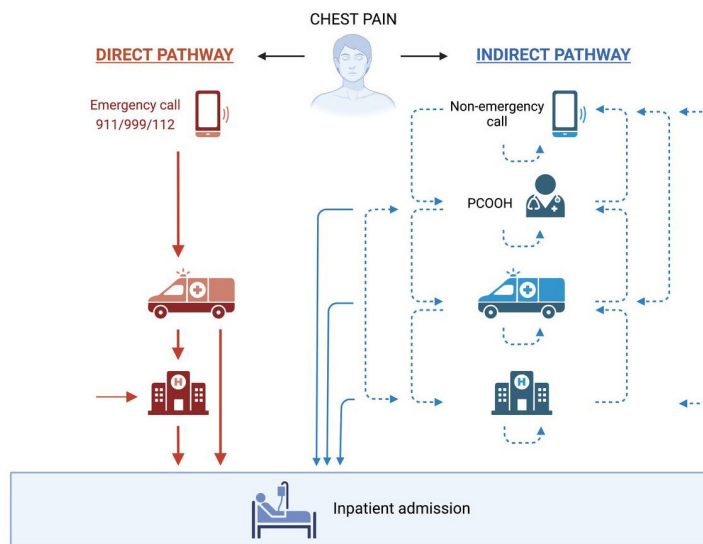 CHEST PAIN
DIRECT PATHWAY
INDIRECT PATHWAY
Emergency call
911/999/112
Non-emergency
call
PCOOH
H
H
Inpatient admission